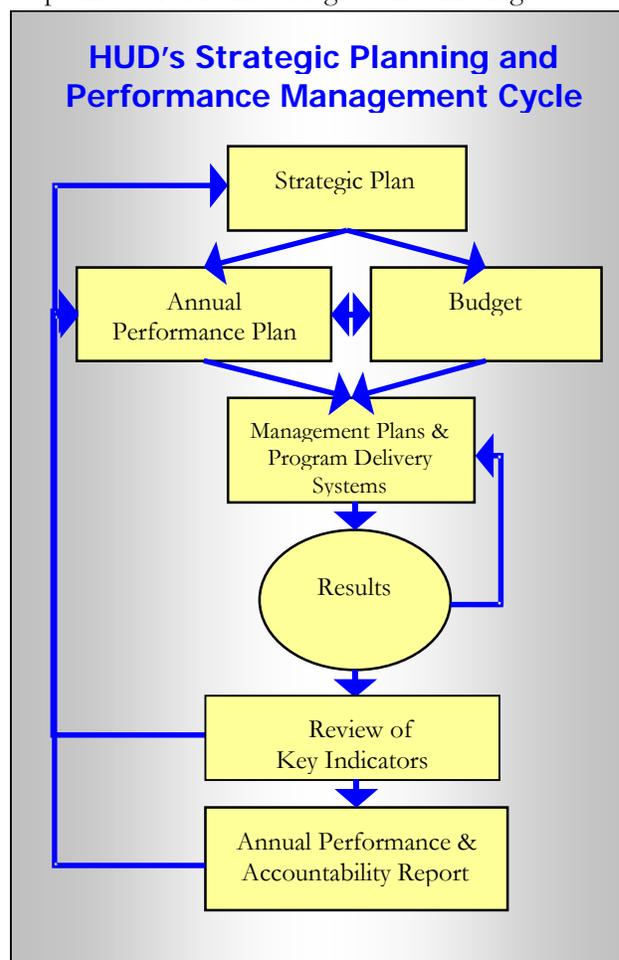 HUD's Strategic Planning and
Performance Management Cycle
Strategic Plan
Annual
Performance Plan
Budget
Management Plans &
Program Delivery
Systems
Results
Review of
Key Indicators
Annual Performance &
Accountability Report